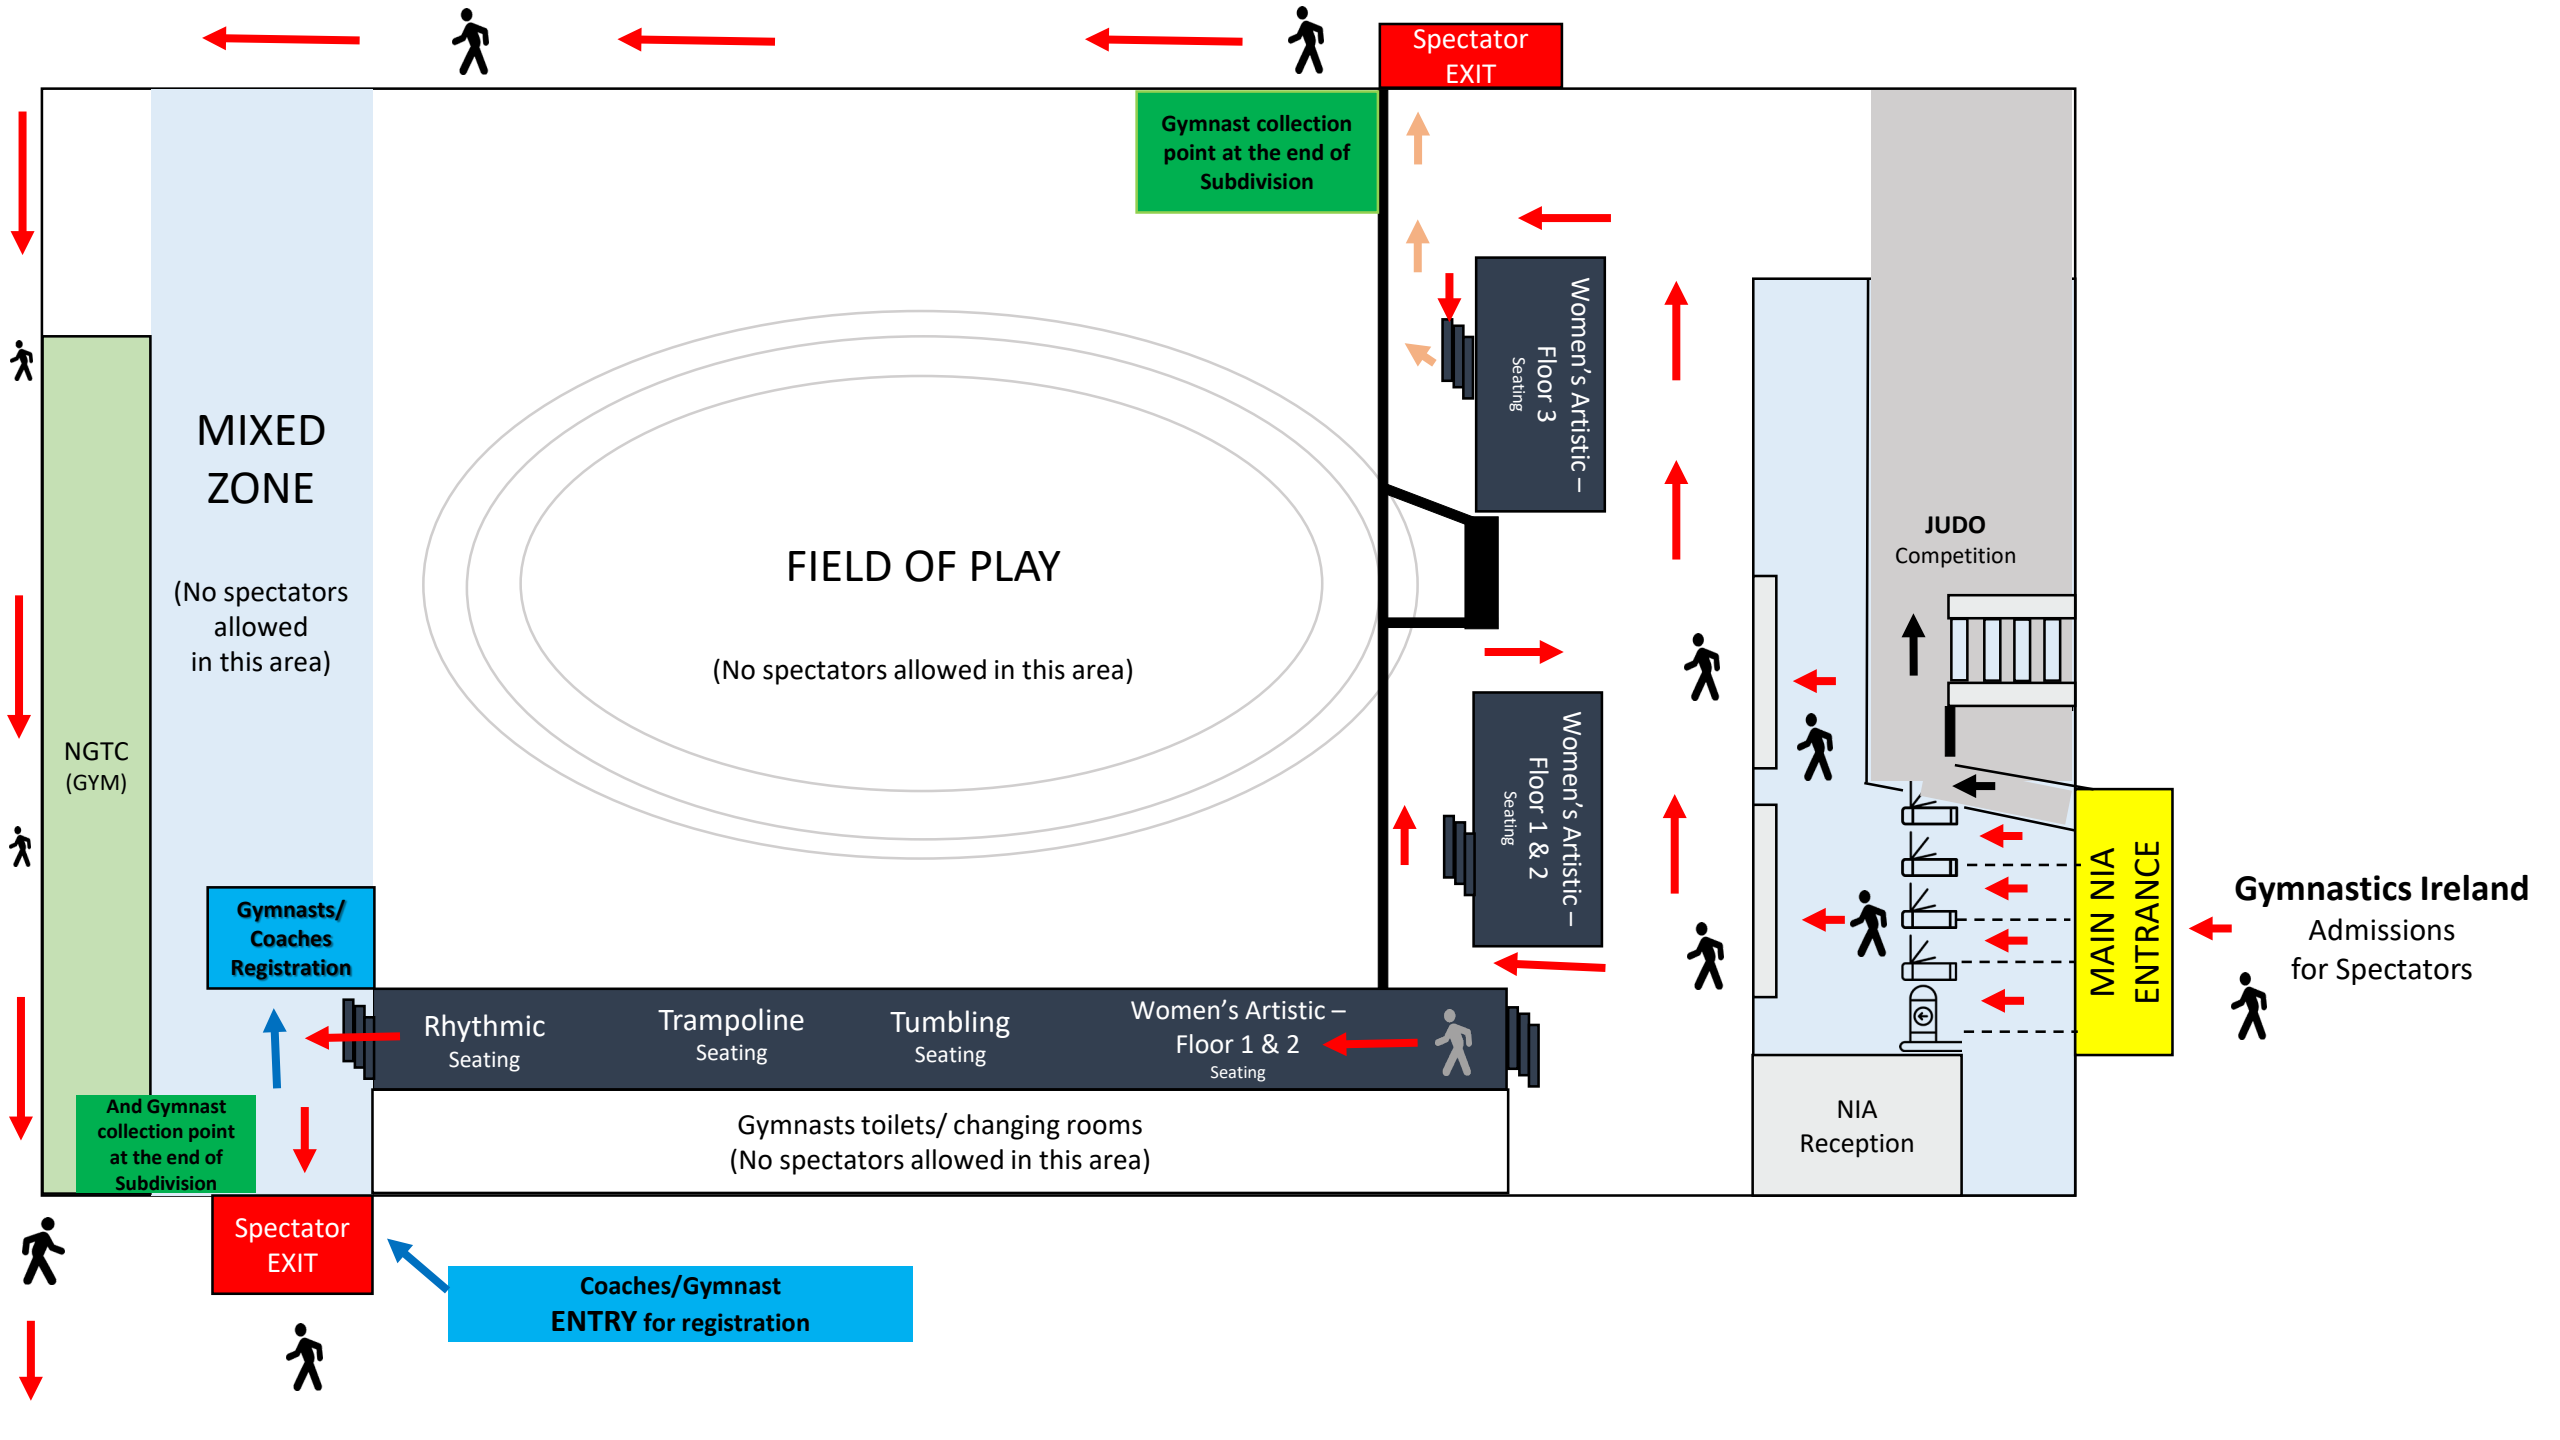 Spectator
EXIT
Gymnast collection
point at the end of
Subdivision
Women's Artistic –
Floor 3
Seating
MIXED
ZONE
(No spectators
allowed
in this area)
FIELD OF PLAY
(No spectators allowed in this area)
JUDO
Competition
NGTC
(GYM)
Women's Artistic –
Floor 1 & 2
Seating
MAIN NIA
ENTRANCE
Gymnastics Ireland
Admissions
for Spectators
Gymnasts/
Coaches
Registration
Rhythmic
Seating
Trampoline
Seating
Tumbling
Seating
Women's Artistic –
Floor 1 & 2
Seating
And Gymnast
collection point
at the end of
Subdivision
Gymnasts toilets/ changing rooms
(No spectators allowed in this area)
NIA
Reception
Spectator
EXIT
Coaches/Gymnast
ENTRY for registration